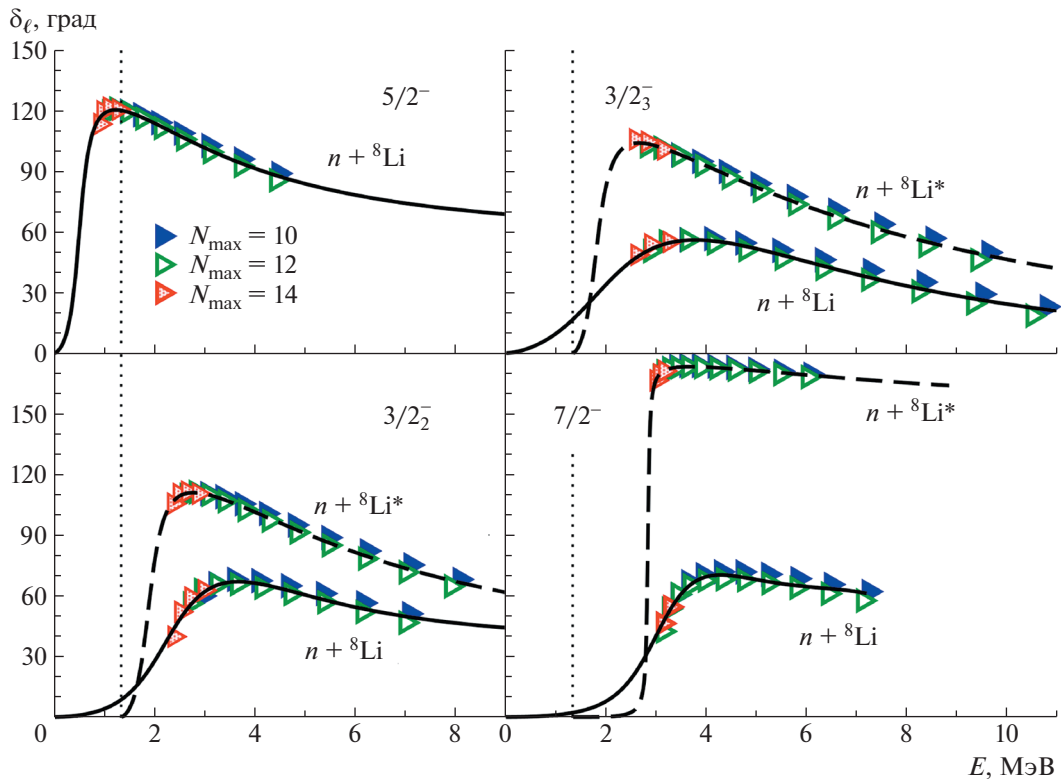 δℓ, град
150
120
90
60
30
0
5/2⁻
n + ⁸Li
Nmax = 10
Nmax = 12
Nmax = 14
3/2₃⁻
n + ⁸Li*
n + ⁸Li
150
120
90
60
30
0
3/2₂⁻
n + ⁸Li*
n + ⁸Li
7/2⁻
n + ⁸Li*
n + ⁸Li
2 4 6 8 0 2 4 6 8 10
E, МэВ